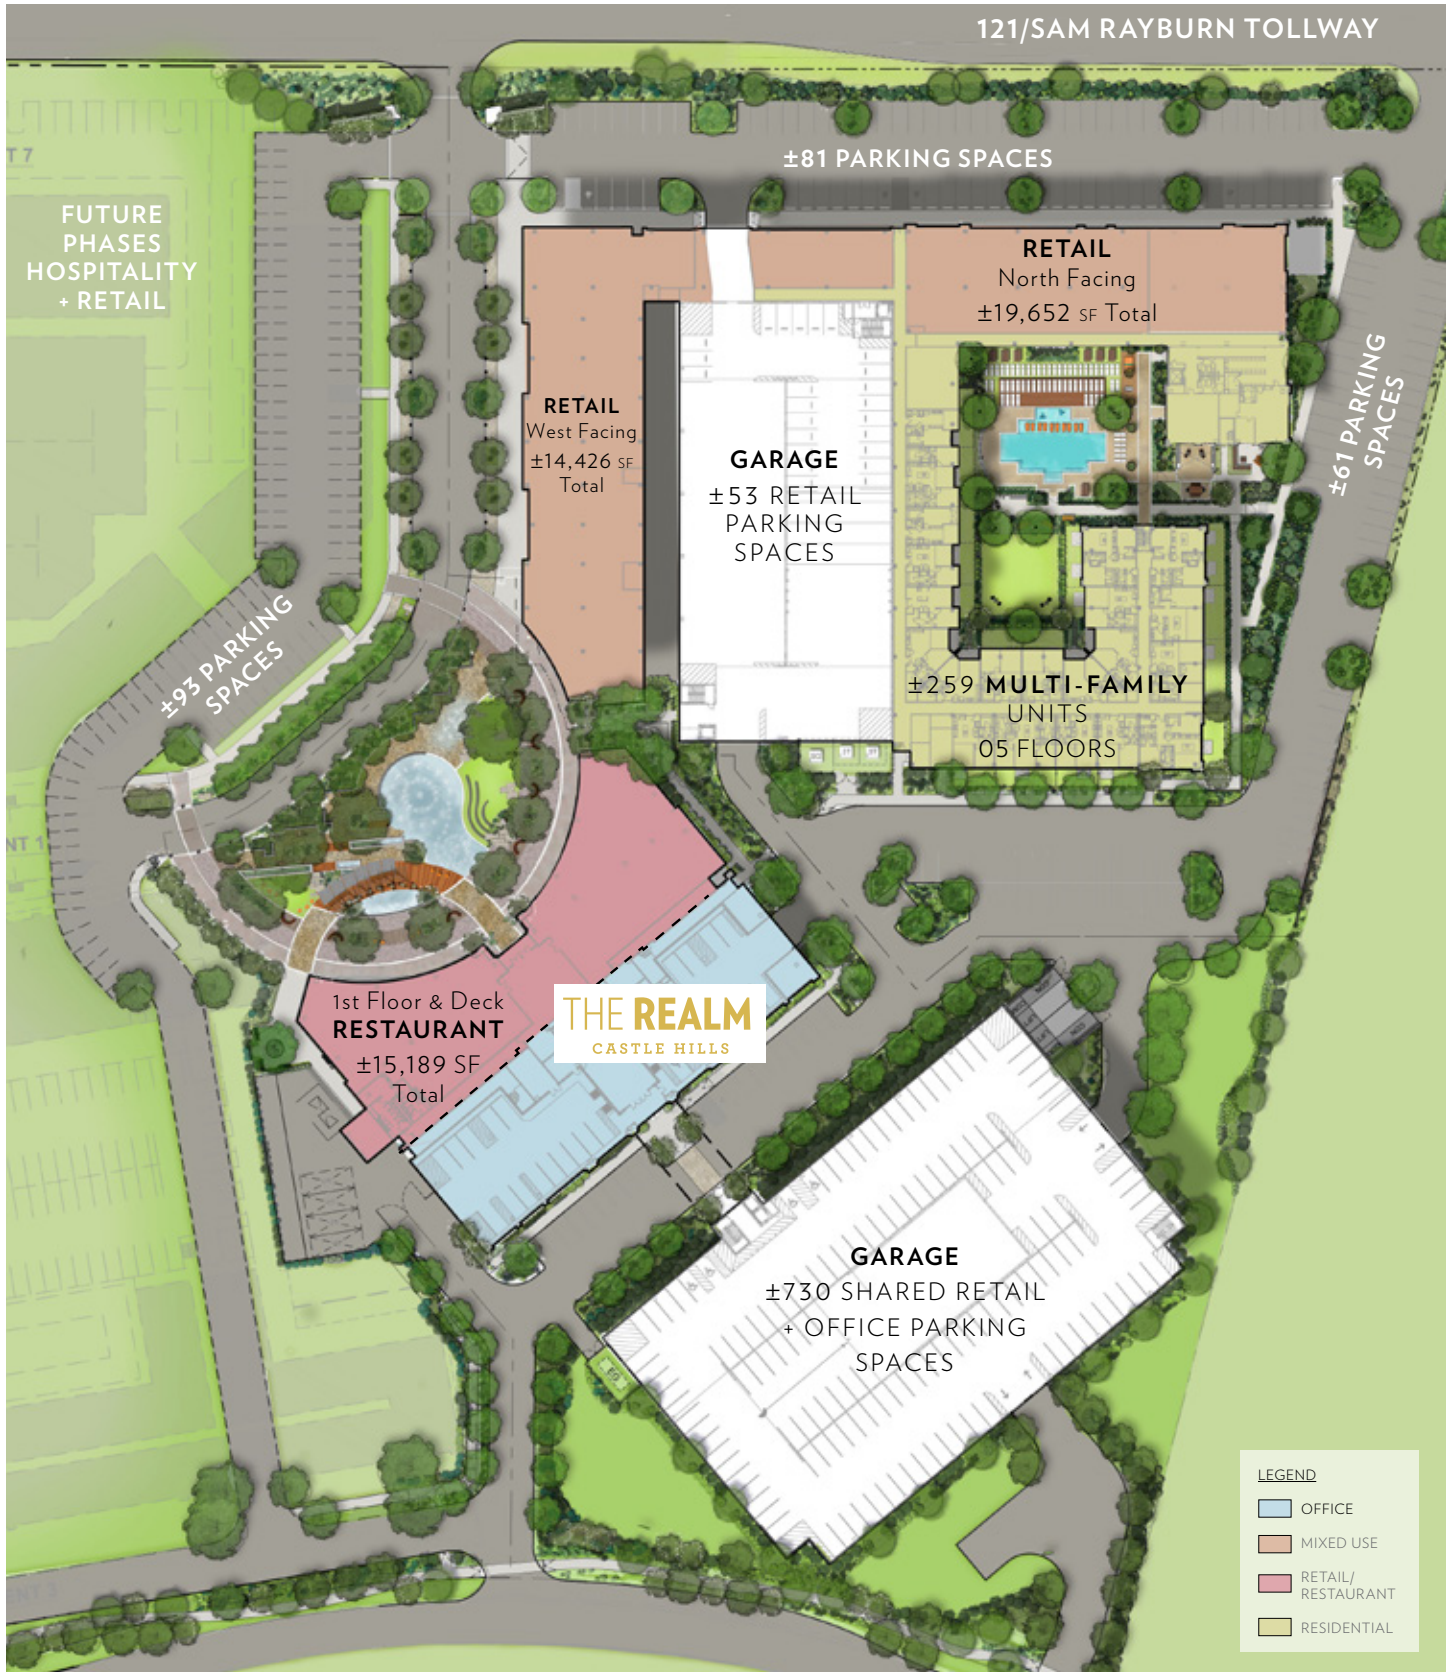 121/SAM RAYBURN TOLLWAY
±81 PARKING SPACES
T 7
FUTURE
PHASES
HOSPITALITY
+ RETAIL
RETAIL
North Facing
±19,652 SF Total
±61 PARKING
SPACES
RETAIL
West Facing
±14,426 SF
Total
GARAGE
±53 RETAIL
PARKING
SPACES
±93 PARKING
SPACES
±259 MULTI-FAMILY
UNITS
05 FLOORS
NT 1
1st Floor & Deck
RESTAURANT
±15,189 SF
Total
THE REALM
CASTLE HILLS
GARAGE
±730 SHARED RETAIL
+ OFFICE PARKING
SPACES
LEGEND
OFFICE
MIXED USE
RETAIL/
RESTAURANT
RESIDENTIAL